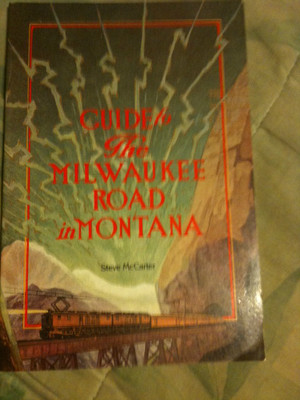 GUIDE to
The
MILWAUKEE
ROAD
in MONTANA
Steve McCarter